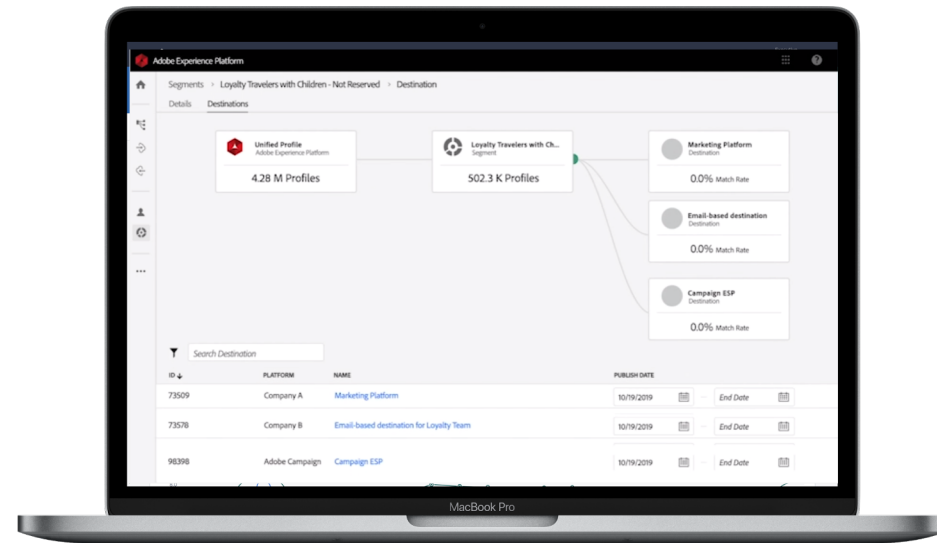 Adobe Experience Platform
Segments > Loyalty Travelers with Children - Not Reserved > Destination
Details Destinations
Unified Profile
Adobe Experience Platform
4.28 M Profiles
Loyalty Travelers with Ch...
Segment
502.3 K Profiles
Marketing Platform
Destination
0.0% Match Rate
Email-based destination
Destination
0.0% Match Rate
Campaign ESP
Destination
0.0% Match Rate
Search Destination
ID PLATFORM NAME PUBLISH DATE
73509 Company A Marketing Platform 10/19/2019 End Date
73578 Company B Email-based destination for Loyalty Team 10/19/2019 End Date
98398 Adobe Campaign Campaign ESP 10/19/2019 End Date
MacBook Pro